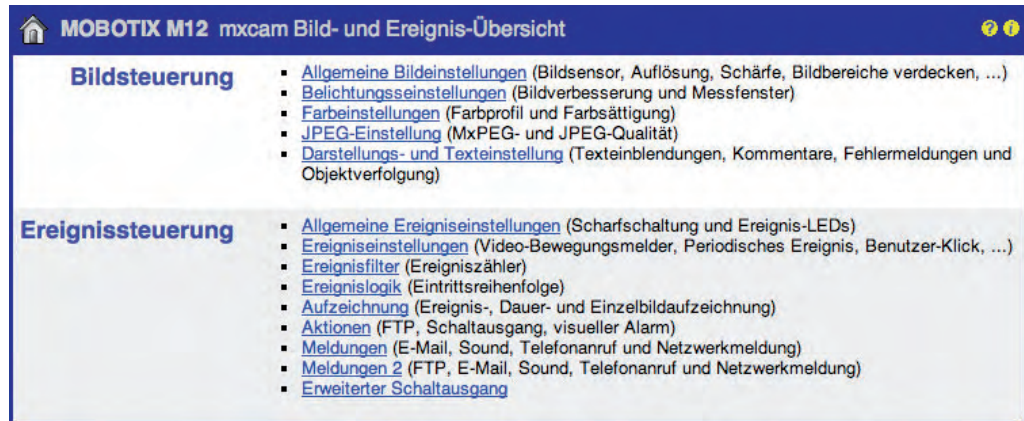 MOBOTIX M12 mxcam Bild- und Ereignis-Übersicht ? i
Bildsteuerung
Allgemeine Bildeinstellungen (Bildsensor, Auflösung, Schärfe, Bildbereiche verdecken, ...)
Belichtungsseinstellungen (Bildverbesserung und Messfenster)
Farbeinstellungen (Farbprofil und Farbsättigung)
JPEG-Einstellung (MxPEG- und JPEG-Qualität)
Darstellungs- und Texteinstellung (Texteinblendungen, Kommentare, Fehlermeldungen und
Objektverfolgung)
Ereignissteuerung
Allgemeine Ereigniseinstellungen (Scharfschaltung und Ereignis-LEDs)
Ereigniseinstellungen (Video-Bewegungsmelder, Periodisches Ereignis, Benutzer-Klick, ...)
Ereignisfilter (Ereigniszähler)
Ereignislogik (Eintrittsreihenfolge)
Aufzeichnung (Ereignis-, Dauer- und Einzelbildaufzeichnung)
Aktionen (FTP, Schaltausgang, visueller Alarm)
Meldungen (E-Mail, Sound, Telefonanruf und Netzwerkmeldung)
Meldungen 2 (FTP, E-Mail, Sound, Telefonanruf und Netzwerkmeldung)
Erweiterter Schaltausgang